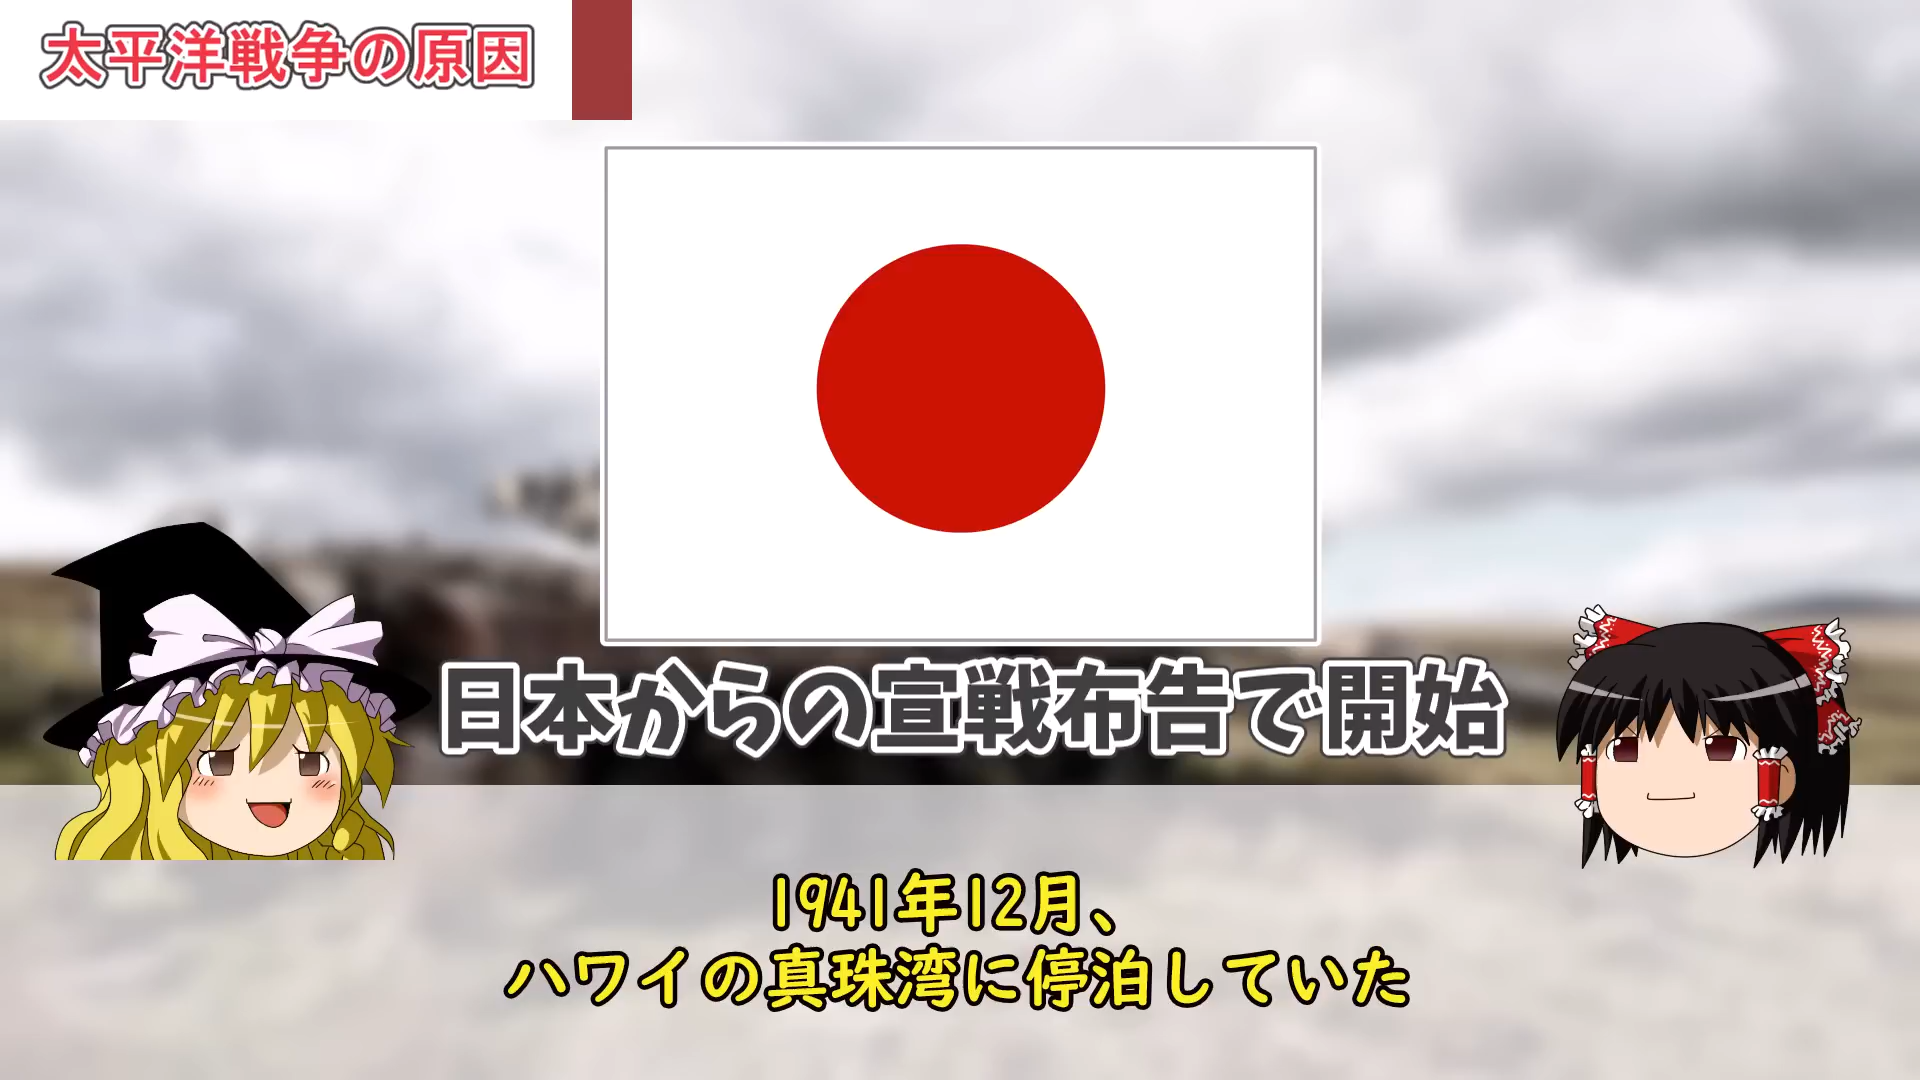 太平洋戦争の原因
日本からの宣戦布告で開始
1941年12月、
ハワイの真珠湾に停泊していた